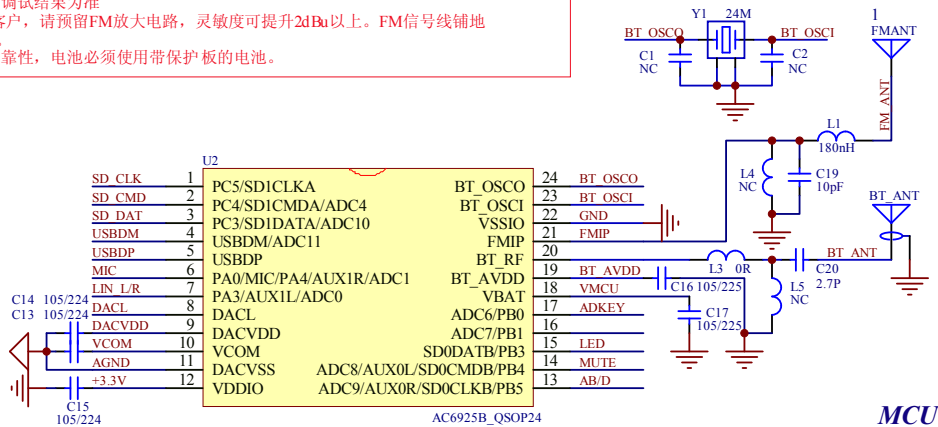 调试结果为准
客户，请预留FM放大电路，灵敏度可提升2dBu以上。FM信号线铺地
靠性，电池必须使用带保护板的电池。
Y1 24M
BT_OSCO
BT_OSCI
C1
NC
C2
NC
1
FMANT
FM_ANT
L1
180nH
L4
NC
C19
10pF
BT_ANT
U2
SD_CLK 1 PC5/SD1CLKA
SD_CMD 2 PC4/SD1CMDA/ADC4
SD_DAT 3 PC3/SD1DATA/ADC10
USBDM 4 USBDM/ADC11
USBDP 5 USBDP
MIC 6 PA0/MIC/PA4/AUX1R/ADC1
LIN_L/R 7 PA3/AUX1L/ADC0
DACL 8 DACL
DACVDD 9 DACVDD
VCOM 10 VCOM
AGND 11 DACVSS
+3.3V 12 VDDIO
C14 105/224
C13 105/224
C15
105/224
BT_OSCO 24 BT_OSCO
BT_OSCI 23 BT_OSCI
VSSIO 22 GND
FMIP 21 FMIP
BT_RF 20
BT_AVDD 19 BT_AVDD
VBAT 18 VMCU
ADC6/PB0 17 ADKEY
ADC7/PB1 16
SD0DATB/PB3 15 LED
ADC8/AUX0L/SD0CMDB/PB4 14 MUTE
ADC9/AUX0R/SD0CLKB/PB5 13 AB/D
L3 0R
C16 105/225
C17
105/225
L5
NC
C20
2.7P
BT_ANT
AC6925B_QSOP24
MCU